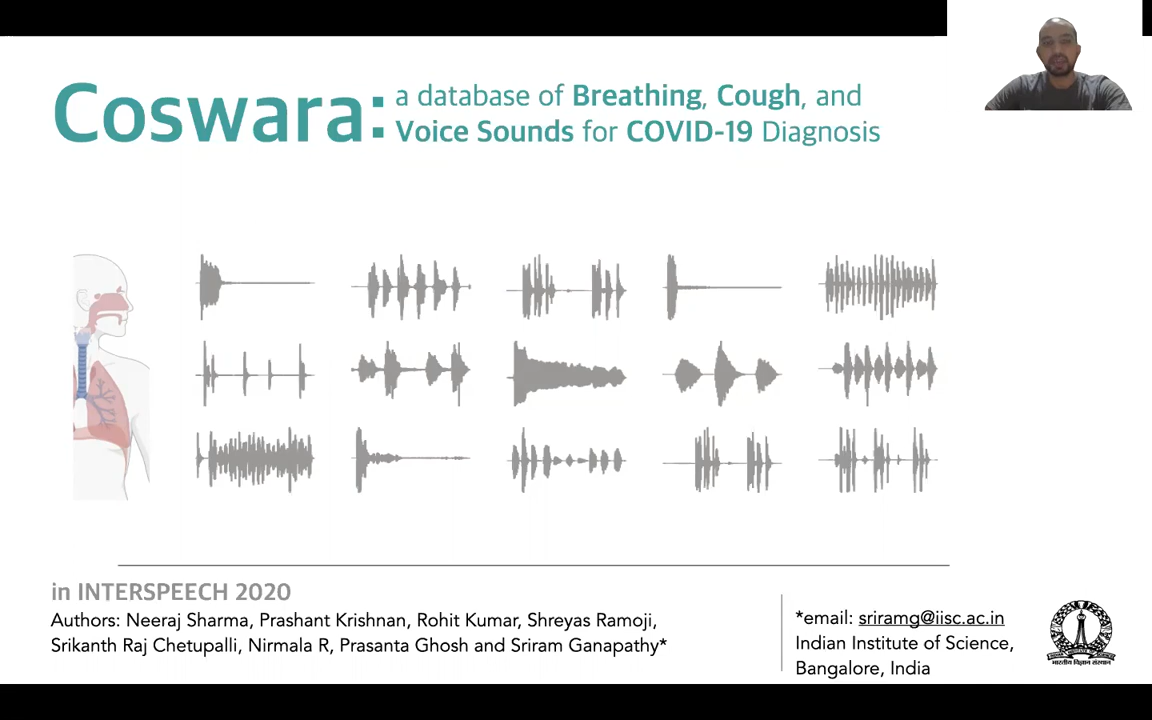 Coswara: a database of Breathing, Cough, and
Voice Sounds for COVID-19 Diagnosis
in INTERSPEECH 2020
Authors: Neeraj Sharma, Prashant Krishnan, Rohit Kumar, Shreyas Ramoji,
Srikanth Raj Chetupalli, Nirmala R, Prasanta Ghosh and Sriram Ganapathy*
*email: sriramg@iisc.ac.in
Indian Institute of Science,
Bangalore, India
भारतीय विज्ञान संस्थान